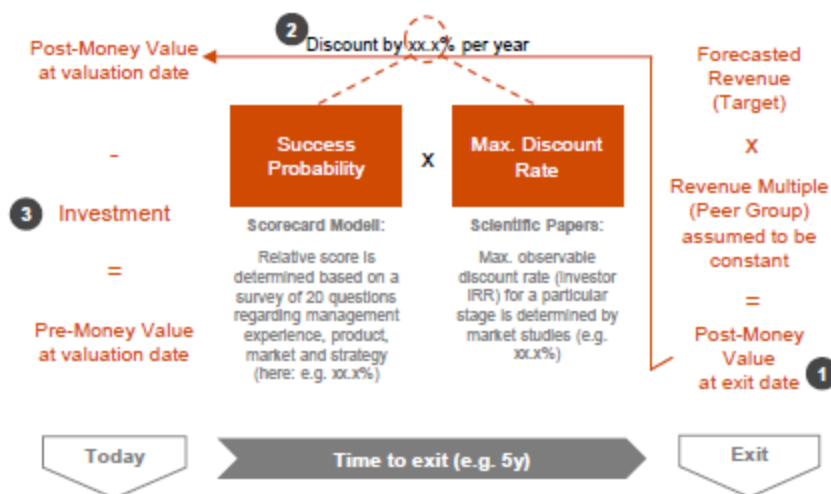 2 Discount by xx.x% per year
Post-Money Value
at valuation date
-
3 Investment
=
Pre-Money Value
at valuation date
Success
Probability
x
Max. Discount
Rate
Scorecard Modell:
Relative score is
determined based on a
survey of 20 questions
regarding management
experience, product,
market and strategy
(here: e.g. xx.x%)
Scientific Papers:
Max. observable
discount rate (Investor
IRR) for a particular
stage is determined by
market studies (e.g.
xx.x%)
Forecasted
Revenue
(Target)
x
Revenue Multiple
(Peer Group)
assumed to be
constant
=
Post-Money
Value
at exit date 1
Today
Time to exit (e.g. 5y)
Exit